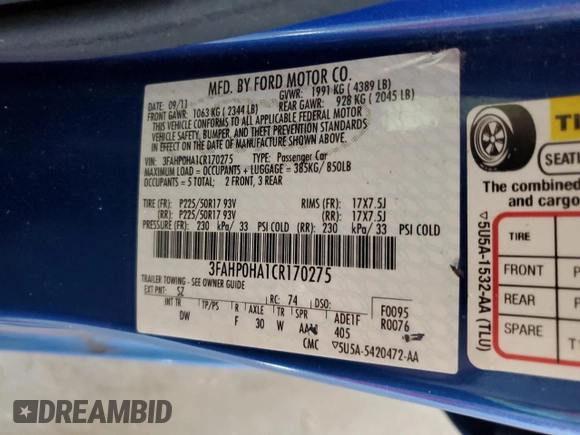 MFD. BY FORD MOTOR CO.
DATE: 09/11 GVWR: 1991 KG ( 4389 LB)
FRONT GAWR: 1063 KG ( 2344 LB) REAR GAWR: 928 KG ( 2045 LB)
THIS VEHICLE CONFORMS TO ALL APPLICABLE FEDERAL MOTOR
VEHICLE SAFETY, BUMPER, AND THEFT PREVENTION STANDARDS
IN EFFECT ON THE DATE OF MANUFACTURE SHOWN ABOVE.
VIN: 3FAHP0HA1CR170275 TYPE: Passenger Car
MAXIMUM LOAD = OCCUPANTS + LUGGAGE = 385KG/ 850LB
OCCUPANTS = 5 TOTAL; 2 FRONT, 3 REAR
TIRE (FR): P225/50R17 93V RIMS (FR): 17X7.5J
(RR): P225/50R17 93V (RR): 17X7.5J
PRESSURE (FR): 230 kPa/ 33 PSI COLD (RR): 230 kPa/ 33 PSI COLD
3FAHP0HA1CR170275
TRAILER TOWING - SEE OWNER GUIDE
EXT PNT: SZ RC: 74 DSO: F0095
INT TR TP/PS R AXLE TR SPR ADE1F R0076
DW F 30 W 405
CMC ▽5U5A-5420472-AA
SEATI
The combined
and cargo
TIRE
FRONT P
REAR P
SPARE
▽5U5A-1532-AA (TLU)
DREAMBID